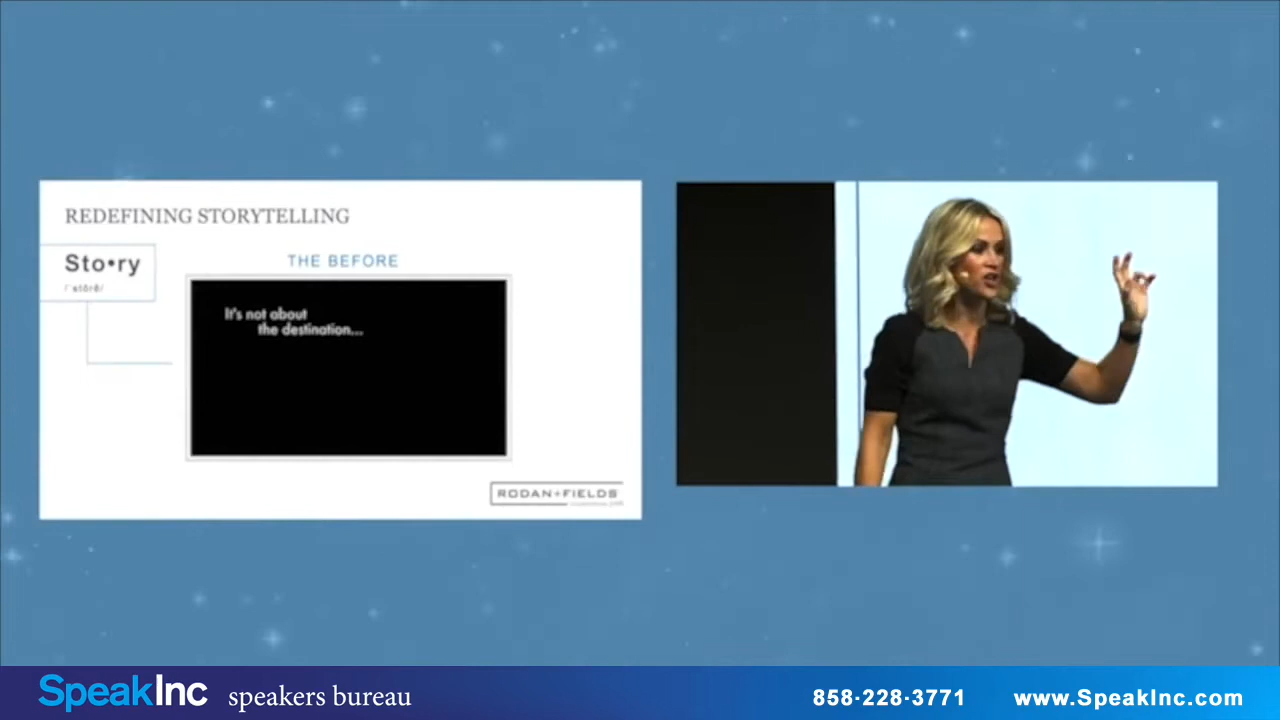 REDEFINING STORYTELLING
Sto•ry
/ˈstôrē/
THE BEFORE
It's not about
the destination...
RODAN+FIELDS
SpeakInc speakers bureau
858-228-3771
www.SpeakInc.com